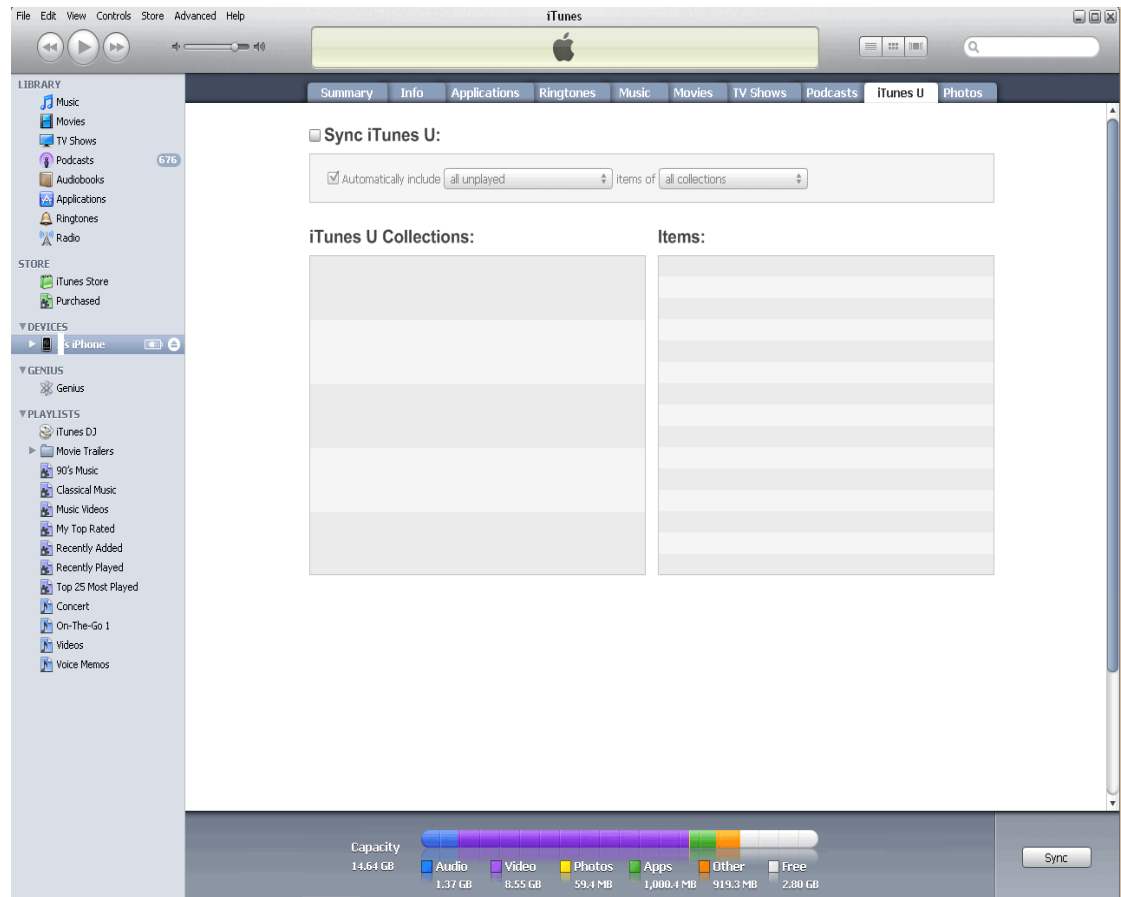 File Edit View Controls Store Advanced Help
iTunes
LIBRARY
Music
Movies
TV Shows
Podcasts 676
Audiobooks
Applications
Ringtones
Radio
STORE
iTunes Store
Purchased
DEVICES
s iPhone
GENIUS
Genius
PLAYLISTS
iTunes DJ
Movie Trailers
90's Music
Classical Music
Music Videos
My Top Rated
Recently Added
Recently Played
Top 25 Most Played
Concert
On-The-Go 1
Videos
Voice Memos
Summary Info Applications Ringtones Music Movies TV Shows Podcasts iTunes U Photos
Sync iTunes U:
Automatically include all unplayed items of all collections
iTunes U Collections: Items:
Capacity
14.64 GB
Audio Video Photos Apps Other Free
1.37 GB 8.55 GB 59.4 MB 1,000.4 MB 919.3 MB 2.80 GB
Sync